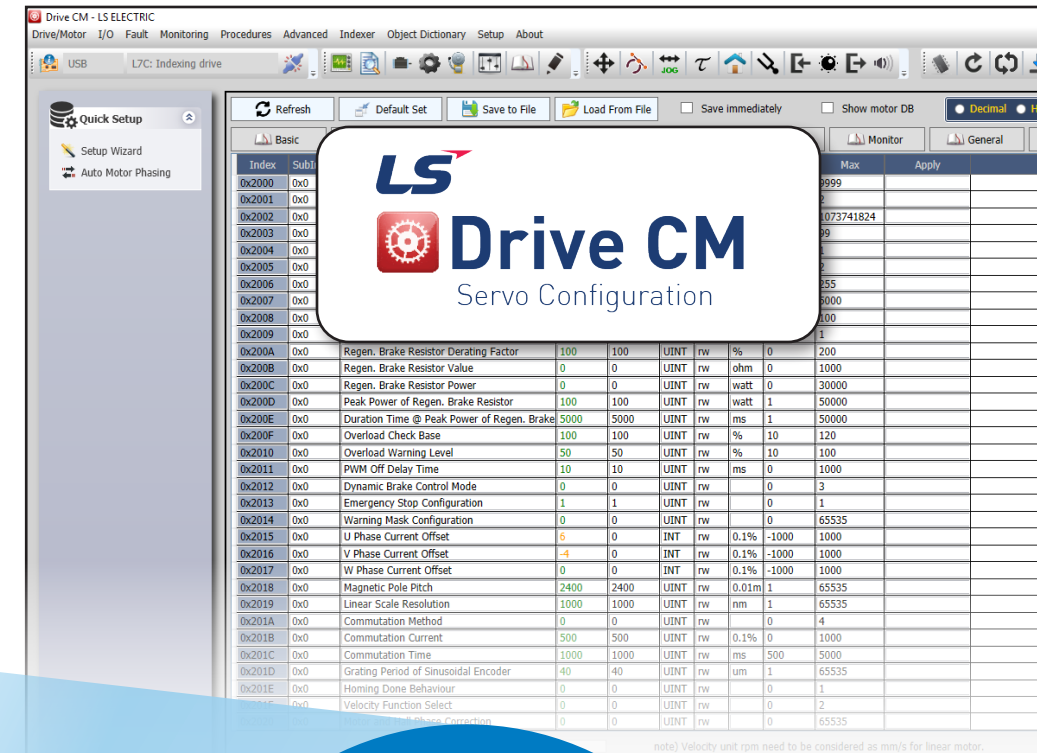 Drive CM - LS ELECTRIC
Drive/Motor I/O Fault Monitoring Procedures Advanced Indexer Object Dictionary Setup About
USB L7C: Indexing drive JOG
Quick Setup
Setup Wizard
Auto Motor Phasing
Refresh Default Set Save to File Load From File Save immediately Show motor DB Decimal
Basic Monitor General
Index Max Apply
0x2000 0x0 9999
0x2001 0x0
0x2002 0x0 1073741824
0x2003 0x0 99
0x2004 0x0
0x2005 0x0
0x2006 0x0 255
0x2007 0x0
0x2008 0x0 100
0x2009 0x0 1
LS
Drive CM
Servo Configuration
0x200A 0x0 Regen. Brake Resistor Derating Factor 100 100 UINT rw % 0 200
0x200B 0x0 Regen. Brake Resistor Value 0 0 UINT rw ohm 0 1000
0x200C 0x0 Regen. Brake Resistor Power 0 0 UINT rw watt 0 30000
0x200D 0x0 Peak Power of Regen. Brake Resistor 100 100 UINT rw watt 1 50000
0x200E 0x0 Duration Time @ Peak Power of Regen. Brake 5000 5000 UINT rw ms 1 50000
0x200F 0x0 Overload Check Base 100 100 UINT rw % 10 120
0x2010 0x0 Overload Warning Level 50 50 UINT rw % 10 100
0x2011 0x0 PWM Off Delay Time 10 10 UINT rw ms 0 1000
0x2012 0x0 Dynamic Brake Control Mode 0 0 UINT rw 0 3
0x2013 0x0 Emergency Stop Configuration 1 1 UINT rw 0 1
0x2014 0x0 Warning Mask Configuration 0 0 UINT rw 0 65535
0x2015 0x0 U Phase Current Offset 6 0 INT rw 0.1% -1000 1000
0x2016 0x0 V Phase Current Offset -4 0 INT rw 0.1% -1000 1000
0x2017 0x0 W Phase Current Offset 0 0 INT rw 0.1% -1000 1000
0x2018 0x0 Magnetic Pole Pitch 2400 2400 UINT rw 0.01m 1 65535
0x2019 0x0 Linear Scale Resolution 1000 1000 UINT rw nm 1 65535
0x201A 0x0 Commutation Method 0 0 UINT rw 0 4
0x201B 0x0 Commutation Current 500 500 UINT rw 0.1% 0 1000
0x201C 0x0 Commutation Time 1000 1000 UINT rw ms 500 5000
0x201D 0x0 Grating Period of Sinusoidal Encoder 40 40 UINT rw um 1 65535
0x201E 0x0 Homing Done Behaviour 0 0 UINT rw 0 1
0x0 Velocity Function Select 0 0 UINT rw 0 2
Phase Correction 0 0 UINT rw 0 65535
note) Velocity unit rpm need to be considered as mm/s for linear motor.